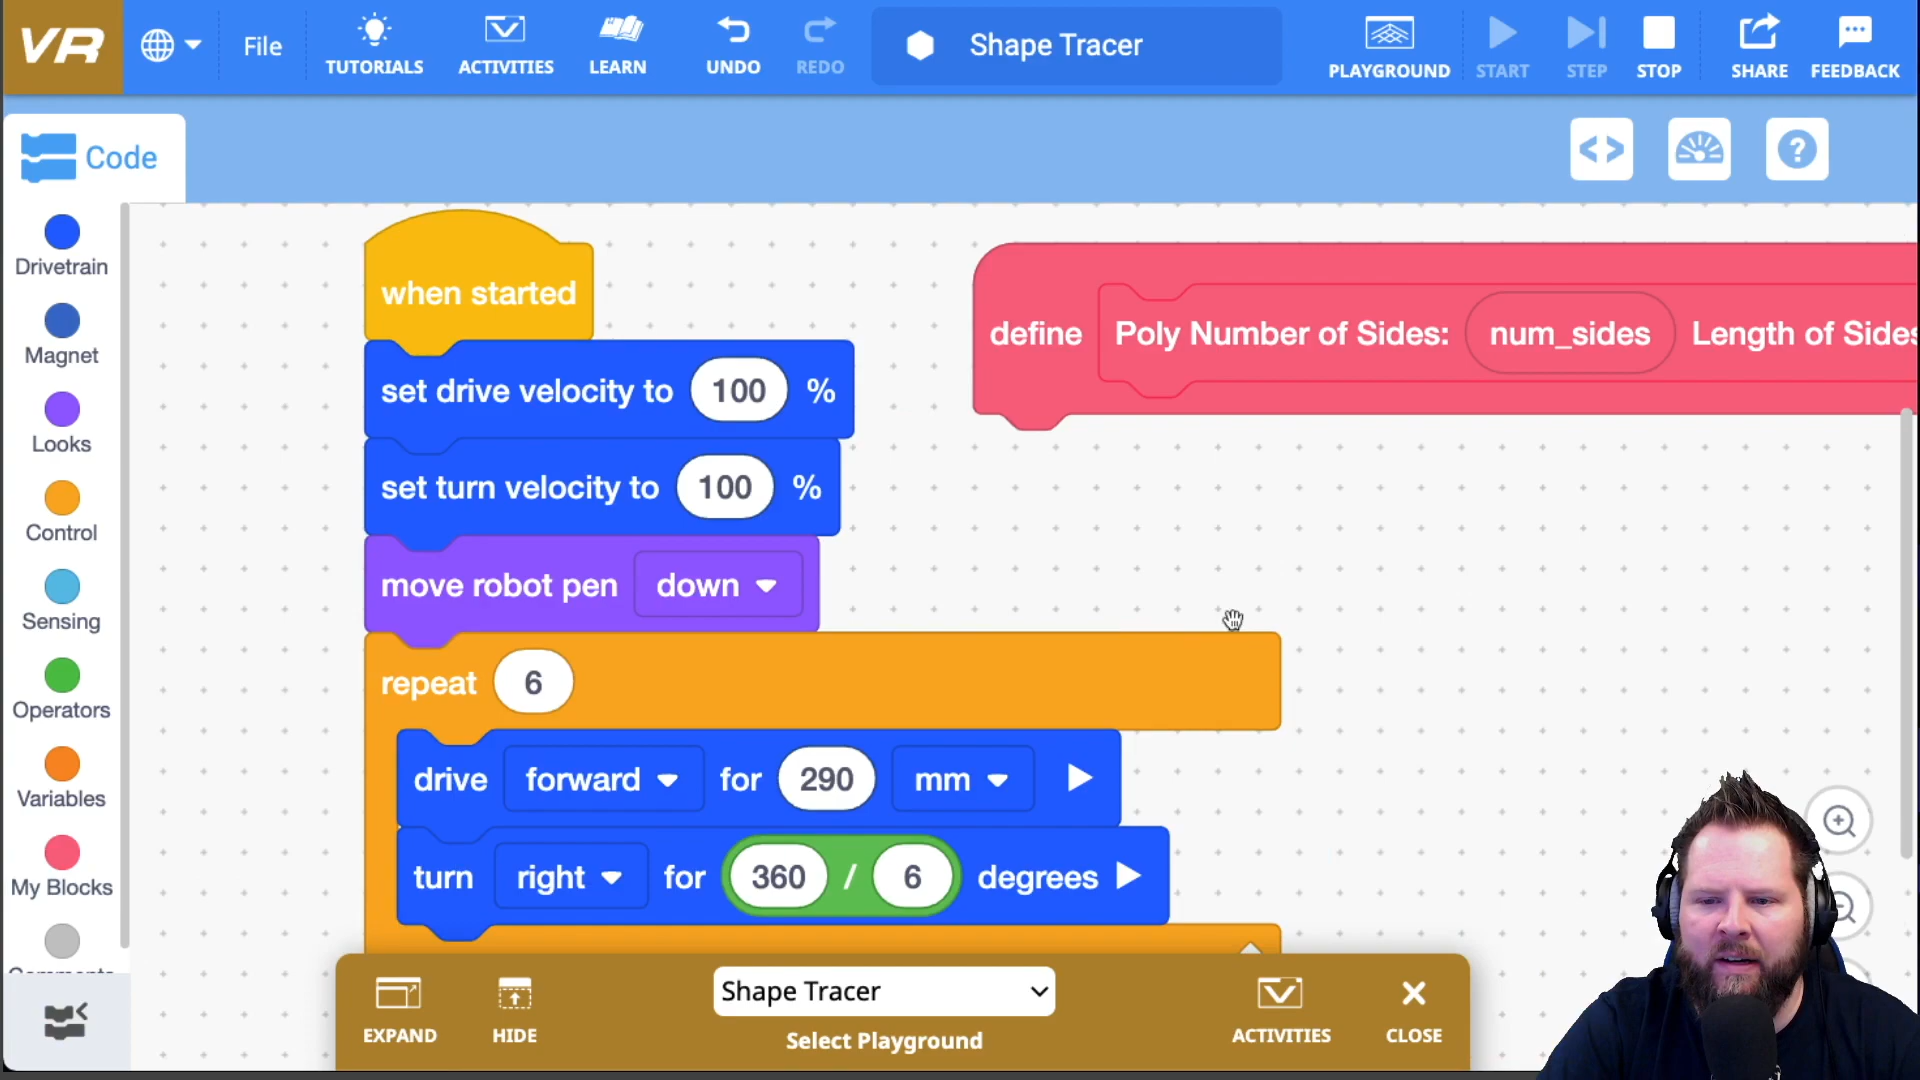 VR File TUTORIALS ACTIVITIES LEARN UNDO REDO Shape Tracer PLAYGROUND START STEP STOP SHARE FEEDBACK
Code
<> ?
Drivetrain
Magnet
Looks
Control
Sensing
Operators
Variables
My Blocks
when started
set drive velocity to 100 %
set turn velocity to 100 %
move robot pen down
repeat 6
drive forward for 290 mm
turn right for 360 / 6 degrees
define Poly Number of Sides: num_sides Length of Sides
EXPAND HIDE Shape Tracer ACTIVITIES CLOSE
Select Playground